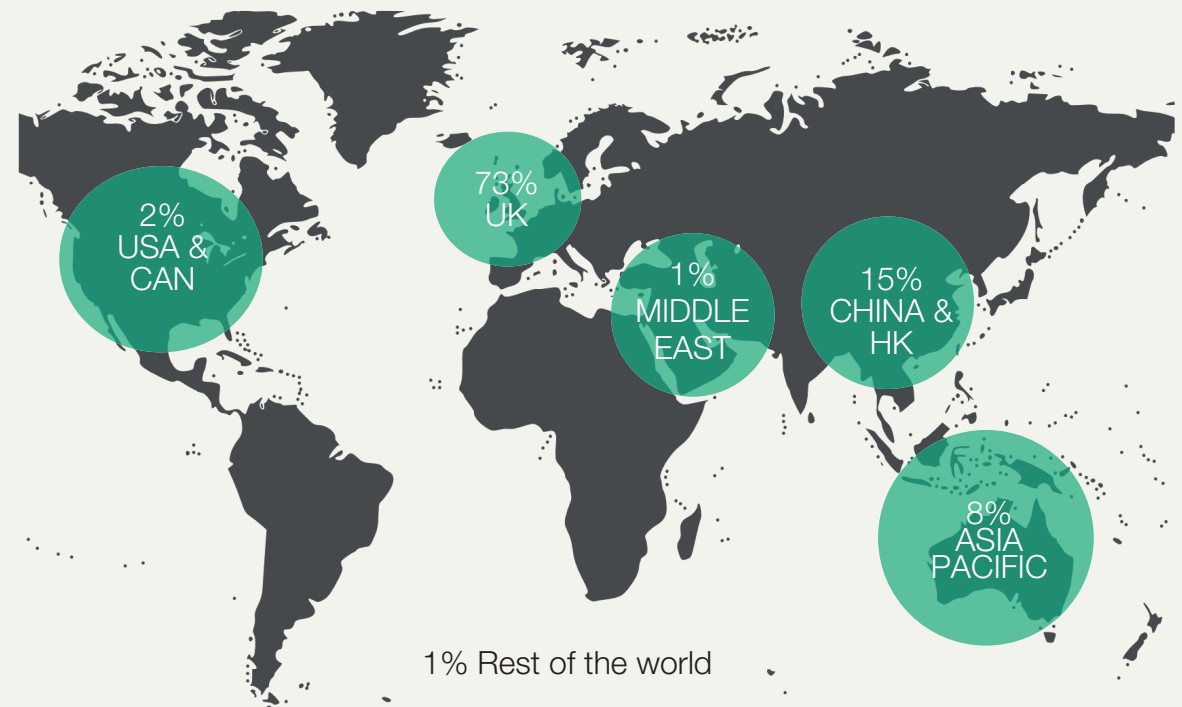 73%
UK
2%
USA &
CAN
1%
MIDDLE
EAST
15%
CHINA &
HK
8%
ASIA
PACIFIC
1% Rest of the world